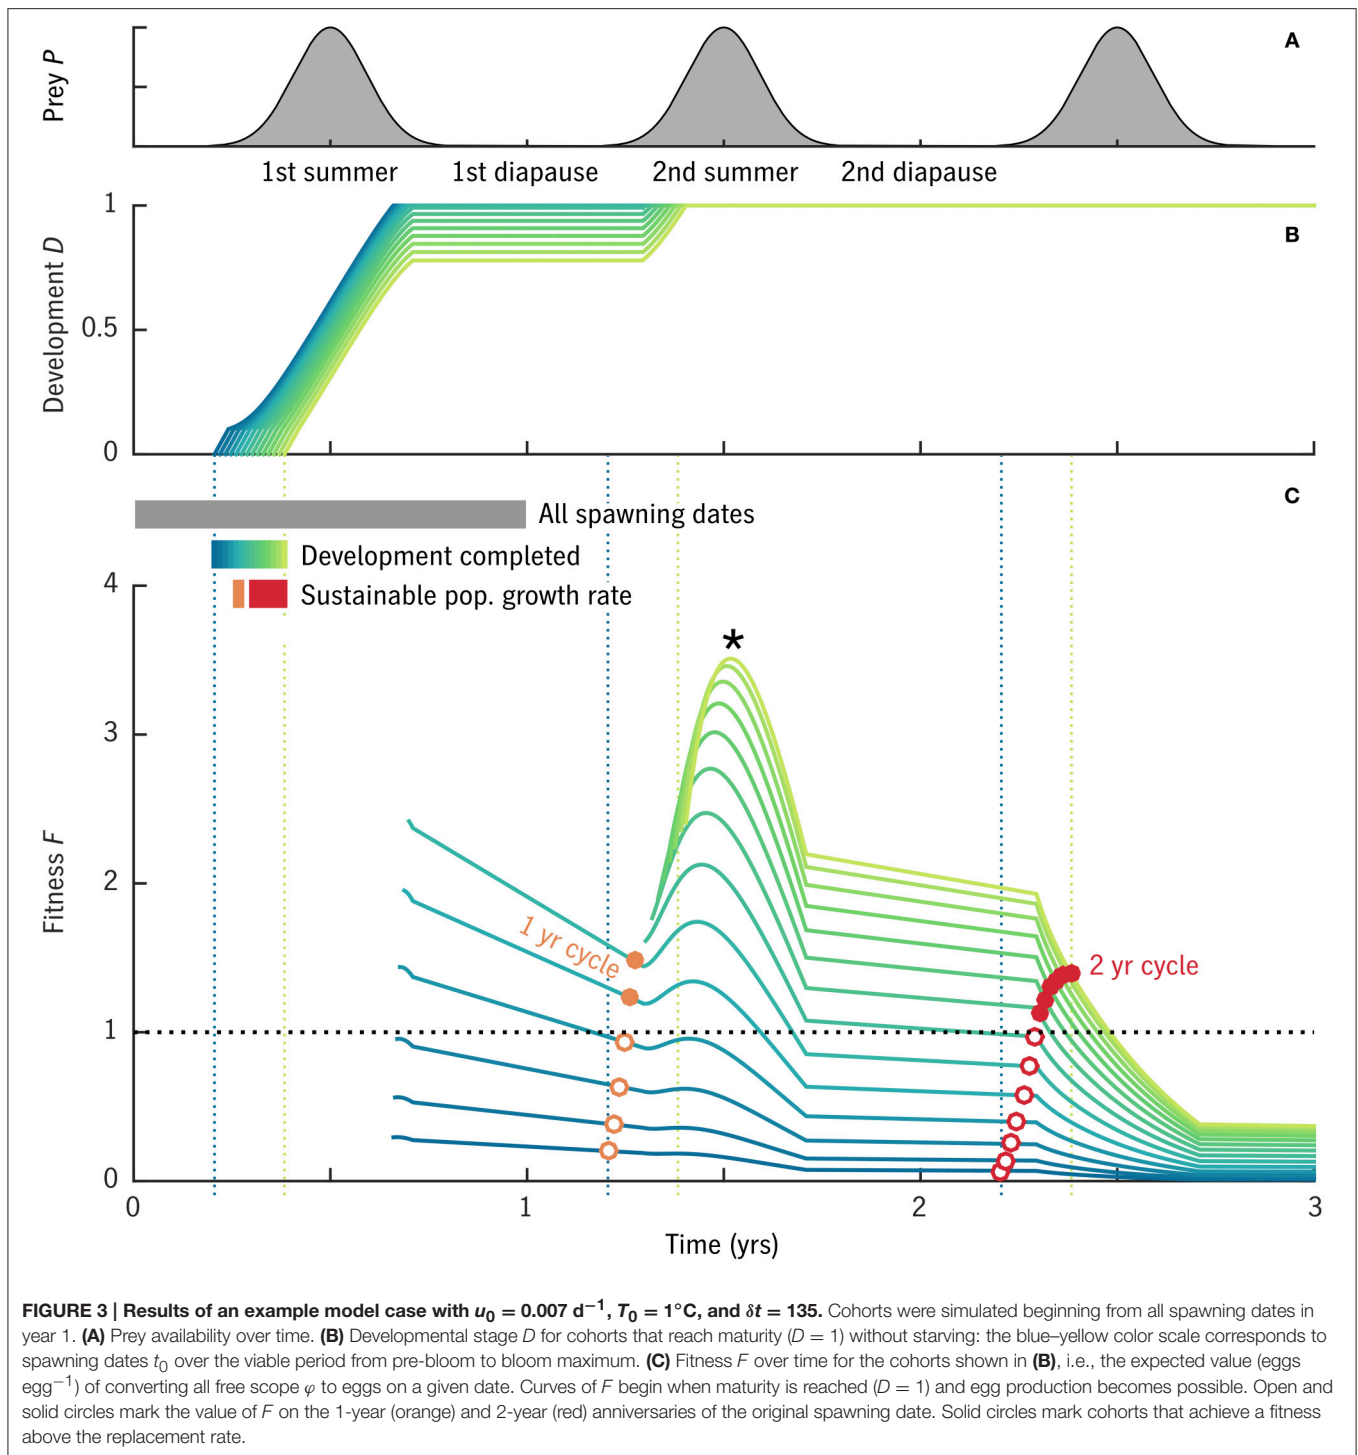 Prey P
A
1st summer 1st diapause 2nd summer 2nd diapause
Development D
1
0.5
0
B
C
All spawning dates
Development completed
Sustainable pop. growth rate
Fitness F
4
3
2
1
0
*
1 yr cycle
2 yr cycle
0 1 2 3
Time (yrs)
FIGURE 3 | Results of an example model case with u₀ = 0.007 d⁻¹, T₀ = 1°C, and δt = 135. Cohorts were simulated beginning from all spawning dates in
year 1. (A) Prey availability over time. (B) Developmental stage D for cohorts that reach maturity (D = 1) without starving: the blue–yellow color scale corresponds to
spawning dates t₀ over the viable period from pre-bloom to bloom maximum. (C) Fitness F over time for the cohorts shown in (B), i.e., the expected value (eggs
egg⁻¹) of converting all free scope φ to eggs on a given date. Curves of F begin when maturity is reached (D = 1) and egg production becomes possible. Open and
solid circles mark the value of F on the 1-year (orange) and 2-year (red) anniversaries of the original spawning date. Solid circles mark cohorts that achieve a fitness
above the replacement rate.